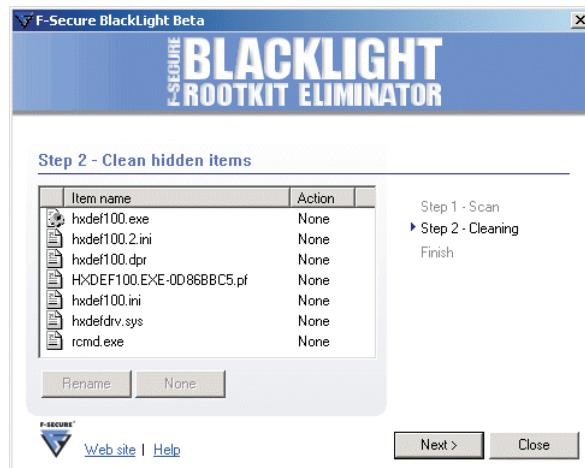 F-Secure BlackLight Beta
F-SECURE BLACKLIGHT
ROOTKIT ELIMINATOR
Step 2 - Clean hidden items
Item name Action
hxdef100.exe None
hxdef100.2.ini None
hxdef100.dpr None
HXDEF100.EXE-0D86BBC5.pf None
hxdef100.ini None
hxdefdrv.sys None
rcmd.exe None
Step 1 - Scan
Step 2 - Cleaning
Finish
Rename None
F-SECURE
Web site | Help
Next > Close